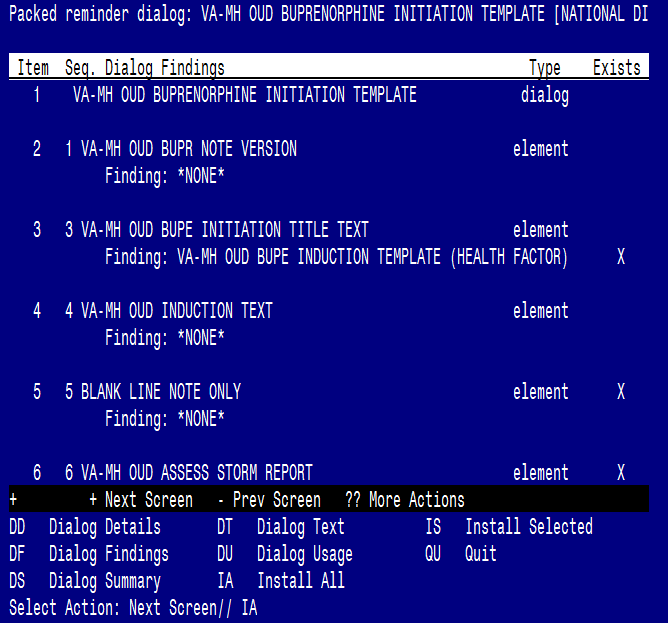 Packed reminder dialog: VA-MH OUD BUPRENORPHINE INITIATION TEMPLATE [NATIONAL DI
Item Seq. Dialog Findings Type Exists
1 VA-MH OUD BUPRENORPHINE INITIATION TEMPLATE dialog
2 1 VA-MH OUD BUPR NOTE VERSION element
Finding: *NONE*
3 3 VA-MH OUD BUPE INITIATION TITLE TEXT element
Finding: VA-MH OUD BUPE INDUCTION TEMPLATE (HEALTH FACTOR) X
4 4 VA-MH OUD INDUCTION TEXT element
Finding: *NONE*
5 5 BLANK LINE NOTE ONLY element X
Finding: *NONE*
6 6 VA-MH OUD ASSESS STORM REPORT element X
+ + Next Screen - Prev Screen ?? More Actions
DD Dialog Details DT Dialog Text IS Install Selected
DF Dialog Findings DU Dialog Usage QU Quit
DS Dialog Summary IA Install All
Select Action: Next Screen// IA